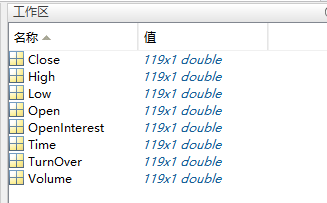 工作区
名称 值
Close 119x1 double
High 119x1 double
Low 119x1 double
Open 119x1 double
OpenInterest 119x1 double
Time 119x1 double
TurnOver 119x1 double
Volume 119x1 double